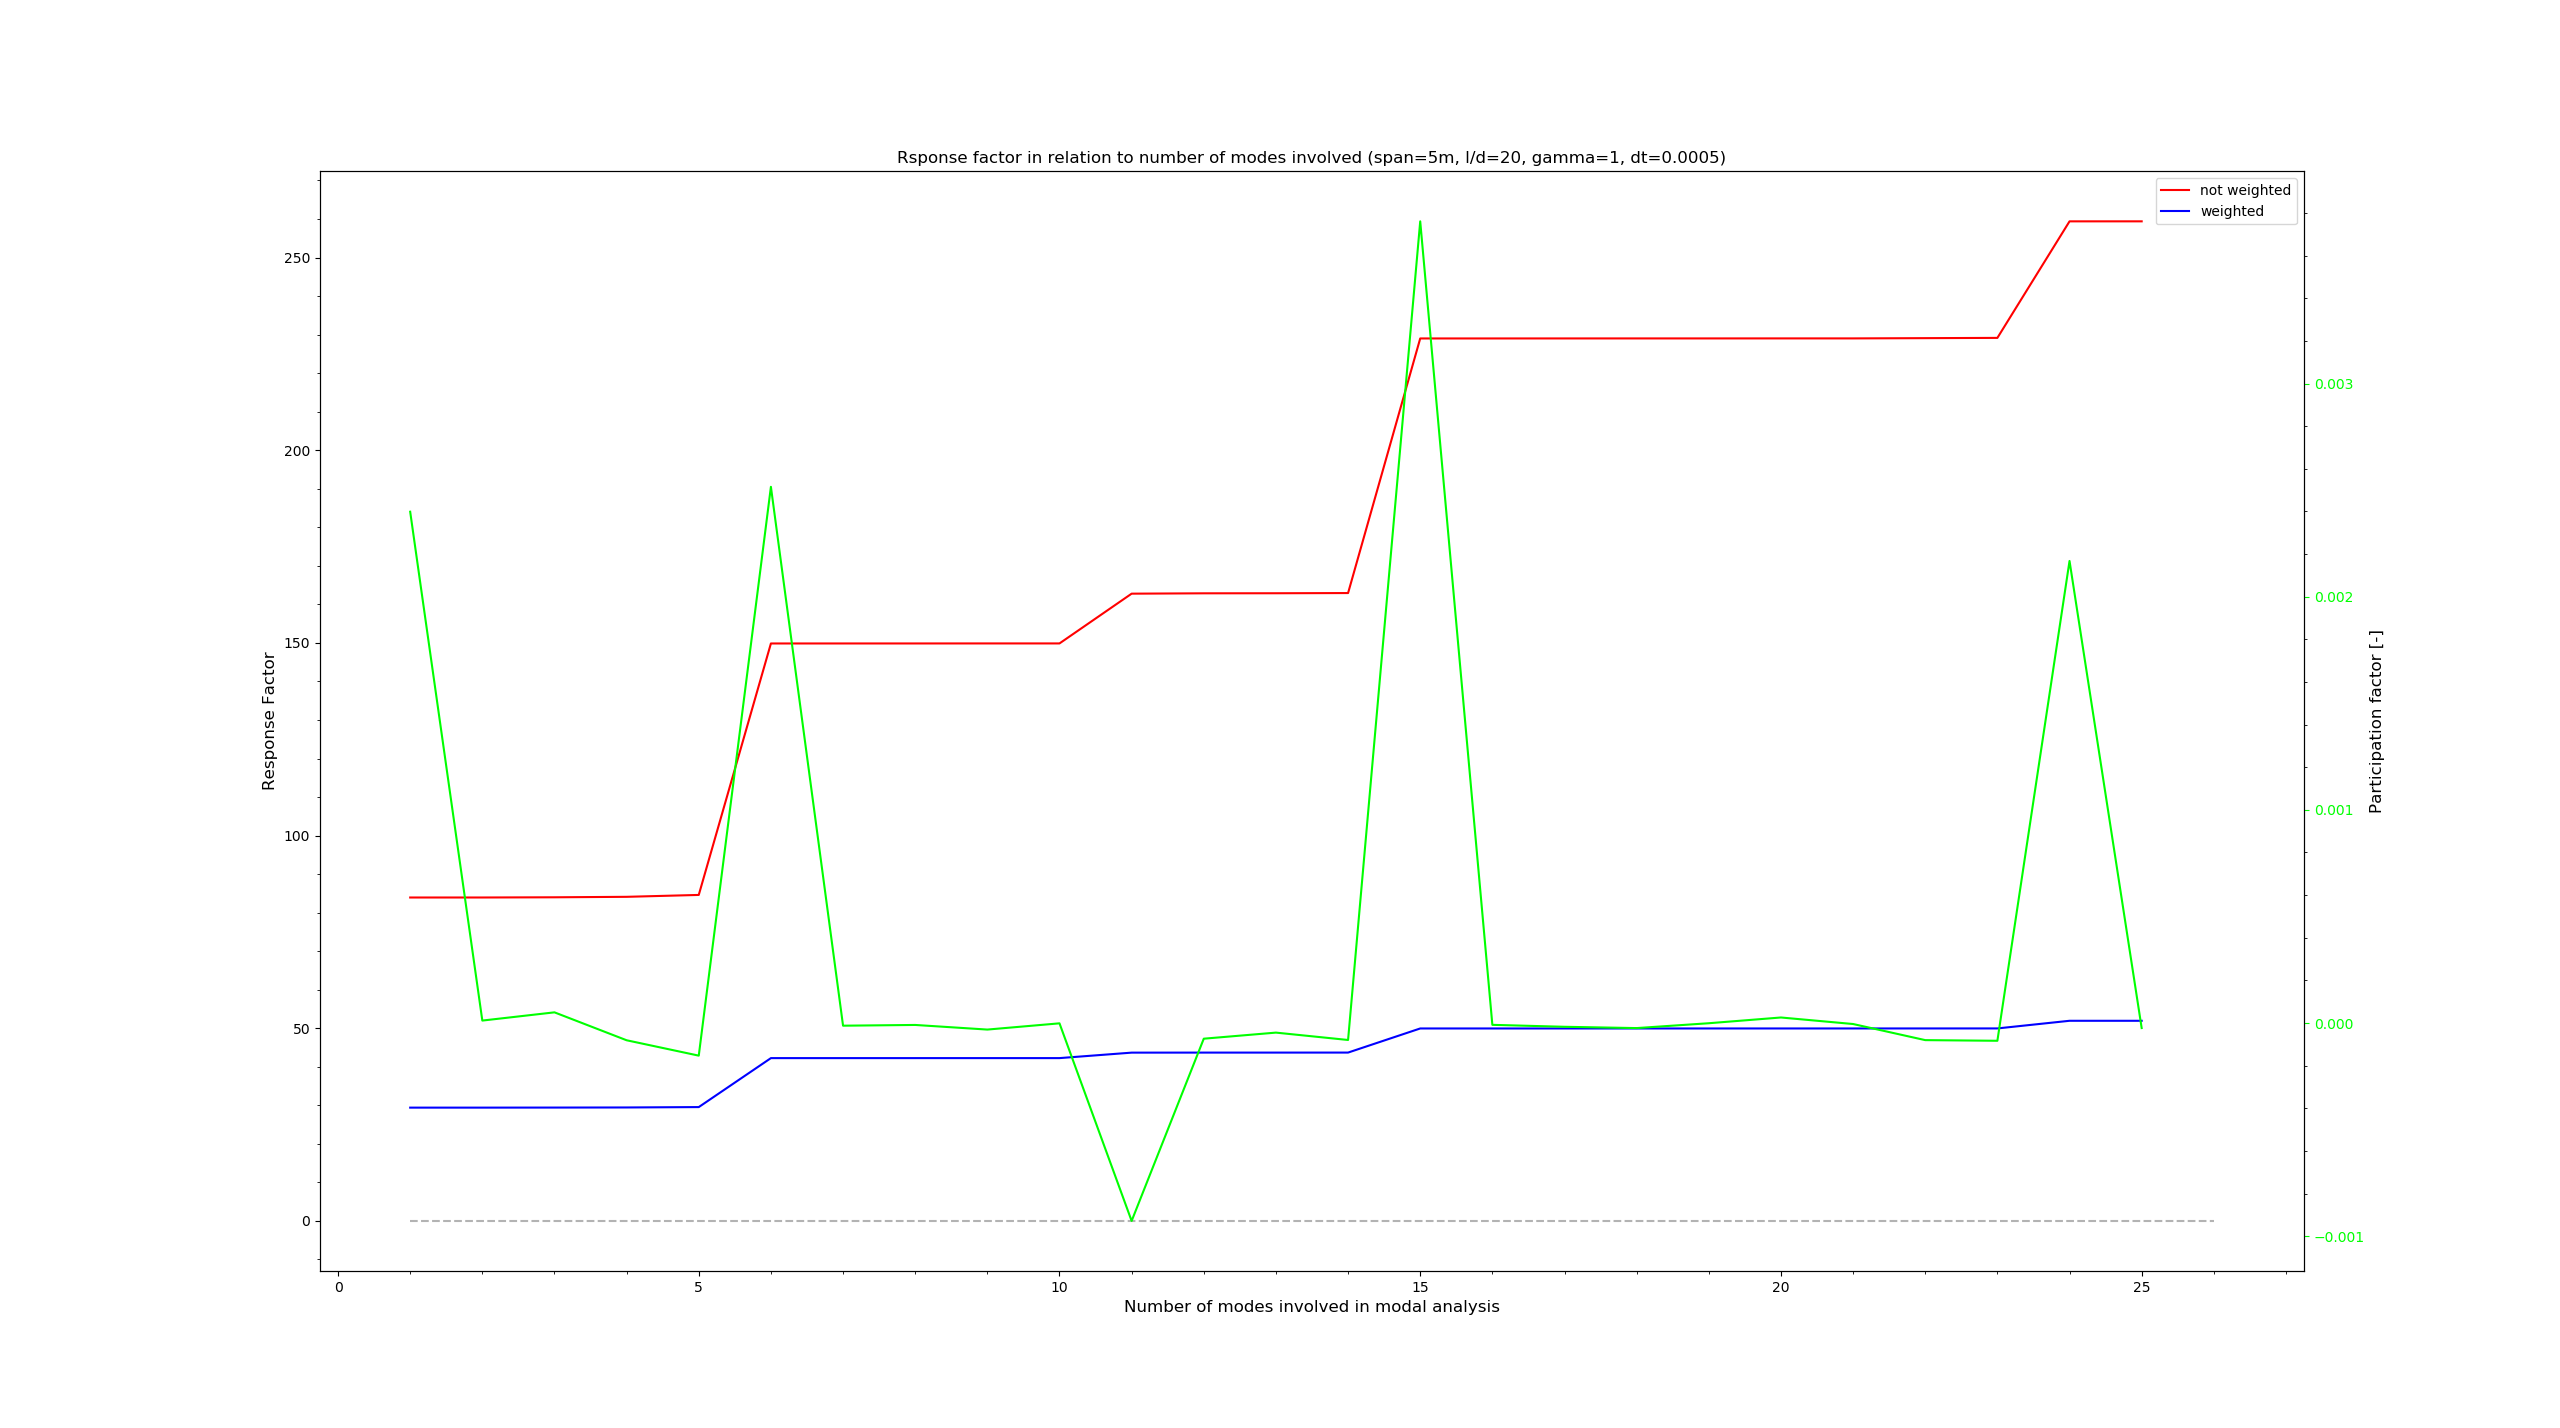 Rsponse factor in relation to number of modes involved (span=5m, l/d=20, gamma=1, dt=0.0005)
not weighted
weighted
Response Factor
250
200
150
100
50
0
0.003
0.002
0.001
0.000
−0.001
Participation factor [-]
0 5 10 15 20 25
Number of modes involved in modal analysis